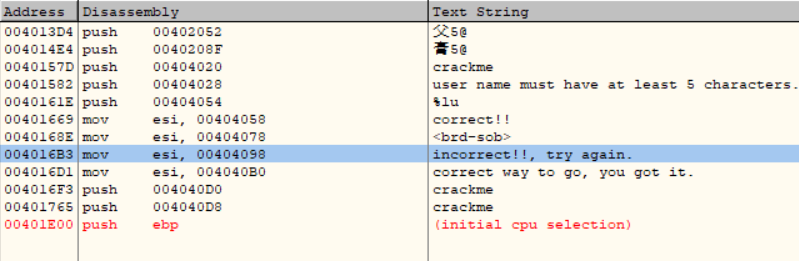 Address Disassembly Text String
004013D4 push 00402052 父5@
004014E4 push 0040208F 膏5@
0040157D push 00404020 crackme
00401582 push 00404028 user name must have at least 5 characters.
0040161E push 00404054 %lu
00401669 mov esi, 00404058 correct!!
0040168E mov esi, 00404078 <brd-sob>
004016B3 mov esi, 00404098 incorrect!!, try again.
004016D1 mov esi, 004040B0 correct way to go, you got it.
004016F3 push 004040D0 crackme
00401765 push 004040D8 crackme
00401E00 push ebp (initial cpu selection)